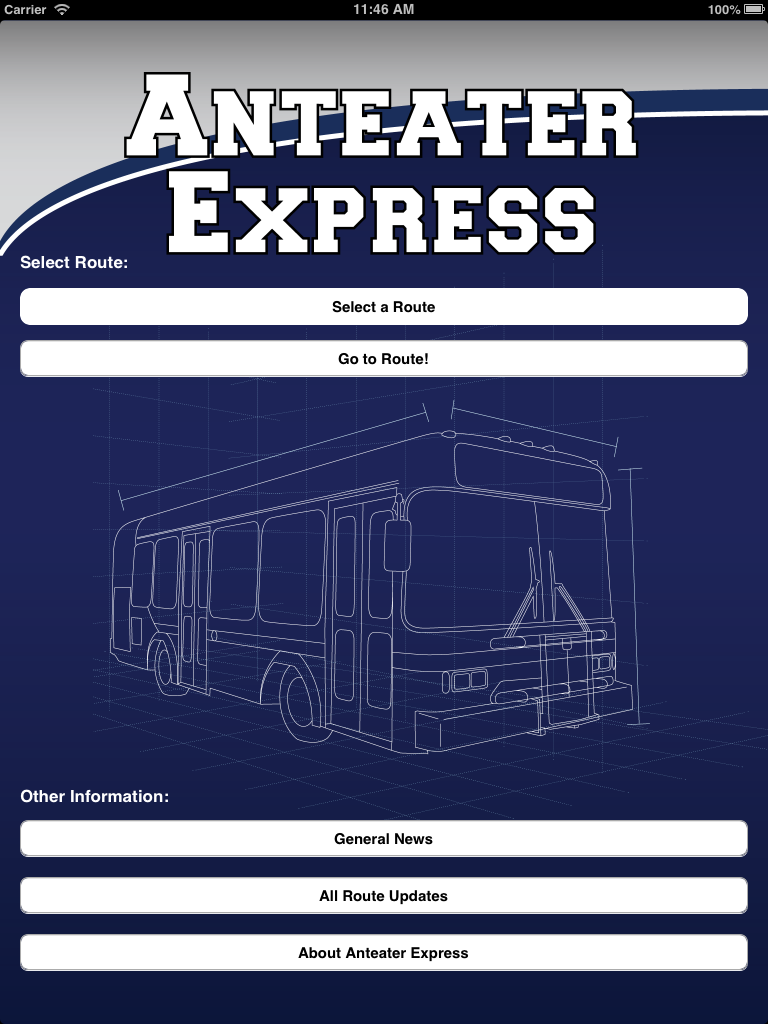 Carrier 11:46 AM 100%
ANTEATER
EXPRESS
Select Route:
Select a Route
Go to Route!
Other Information:
General News
All Route Updates
About Anteater Express